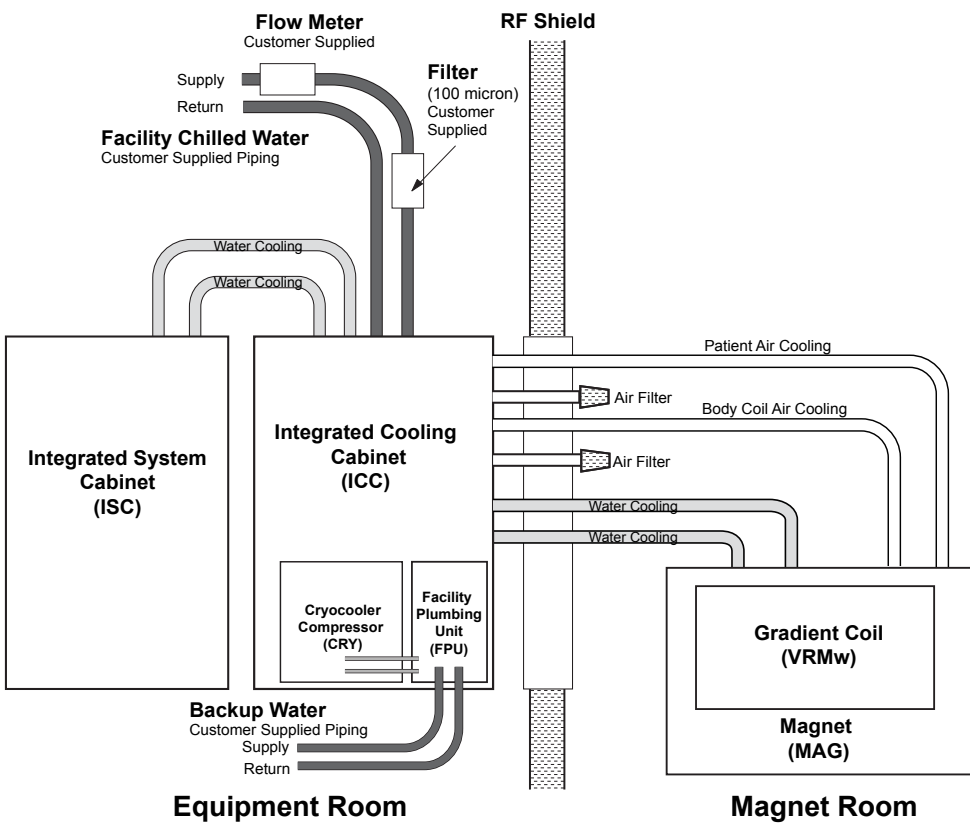 Flow Meter
Customer Supplied
RF Shield
Supply
Return
Filter
(100 micron)
Customer
Supplied
Facility Chilled Water
Customer Supplied Piping
Water Cooling
Water Cooling
Patient Air Cooling
Air Filter
Body Coil Air Cooling
Air Filter
Integrated System
Cabinet
(ISC)
Integrated Cooling
Cabinet
(ICC)
Water Cooling
Water Cooling
Cryocooler
Compressor
(CRY)
Facility
Plumbing
Unit
(FPU)
Gradient Coil
(VRMw)
Magnet
(MAG)
Backup Water
Customer Supplied Piping
Supply
Return
Equipment Room
Magnet Room